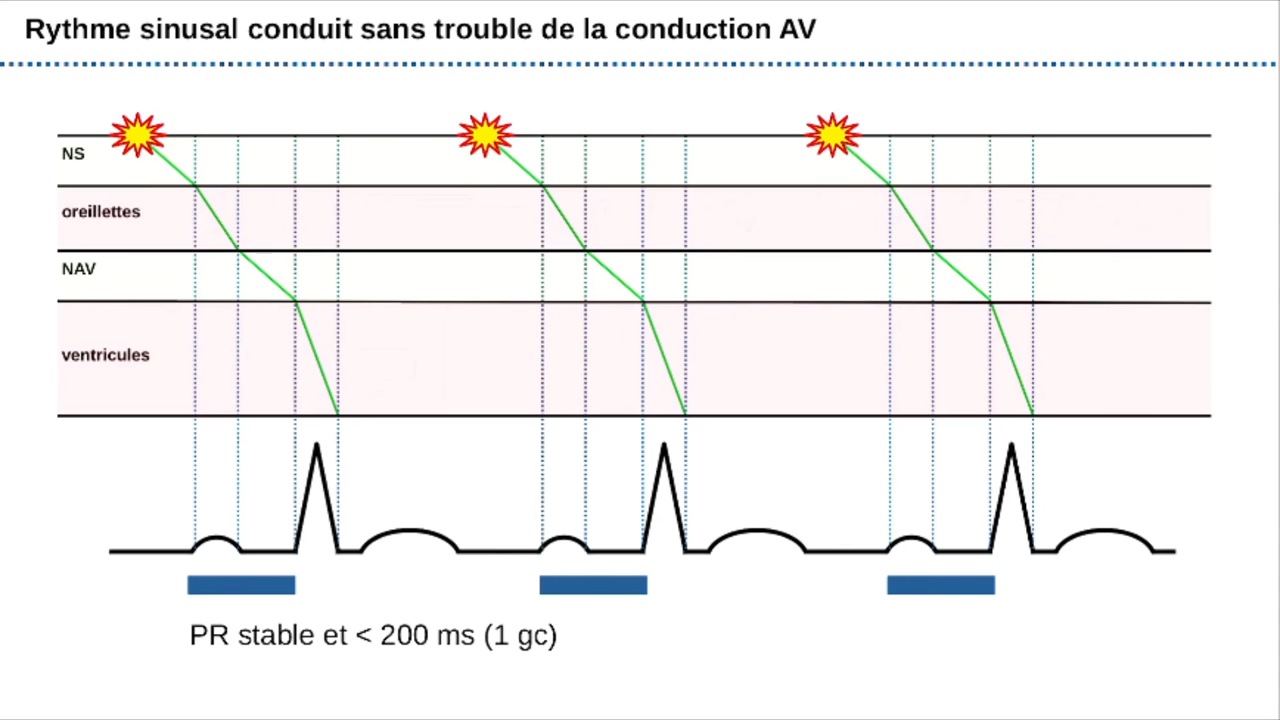 Rythme sinusal conduit sans trouble de la conduction AV
NS
oreillettes
NAV
ventricules
PR stable et < 200 ms (1 gc)